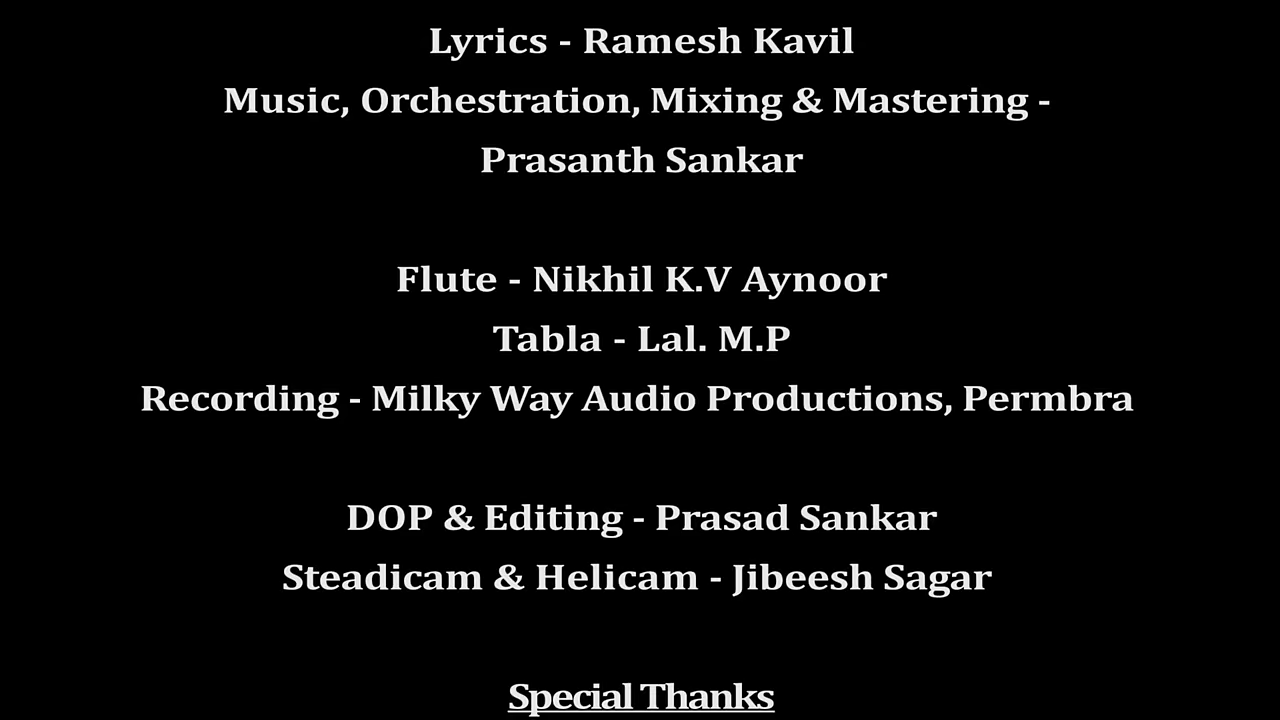 Lyrics - Ramesh Kavil
Music, Orchestration, Mixing & Mastering -
Prasanth Sankar
Flute - Nikhil K.V Aynoor
Tabla - Lal. M.P
Recording - Milky Way Audio Productions, Permbra
DOP & Editing - Prasad Sankar
Steadicam & Helicam - Jibeesh Sagar
Special Thanks